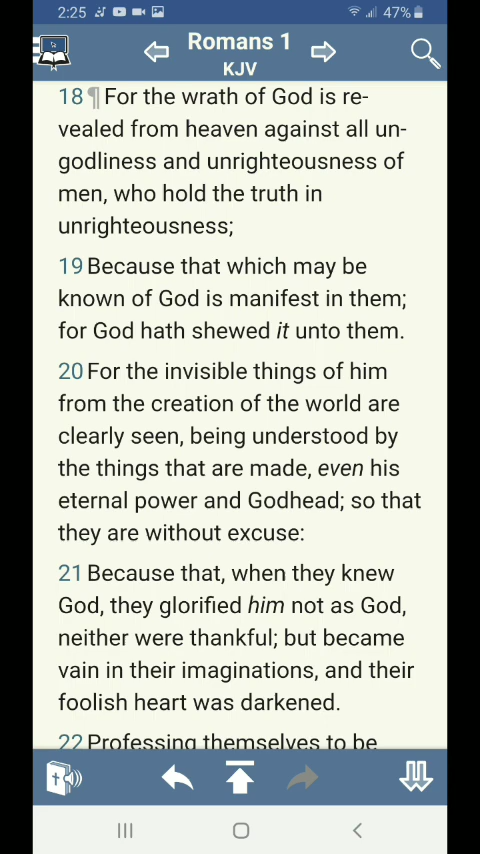 2:25 47%
Romans 1
KJV
18 ¶ For the wrath of God is re-
vealed from heaven against all un-
godliness and unrighteousness of
men, who hold the truth in
unrighteousness;
19 Because that which may be
known of God is manifest in them;
for God hath shewed it unto them.
20 For the invisible things of him
from the creation of the world are
clearly seen, being understood by
the things that are made, even his
eternal power and Godhead; so that
they are without excuse:
21 Because that, when they knew
God, they glorified him not as God,
neither were thankful; but became
vain in their imaginations, and their
foolish heart was darkened.
22 Professing themselves to be